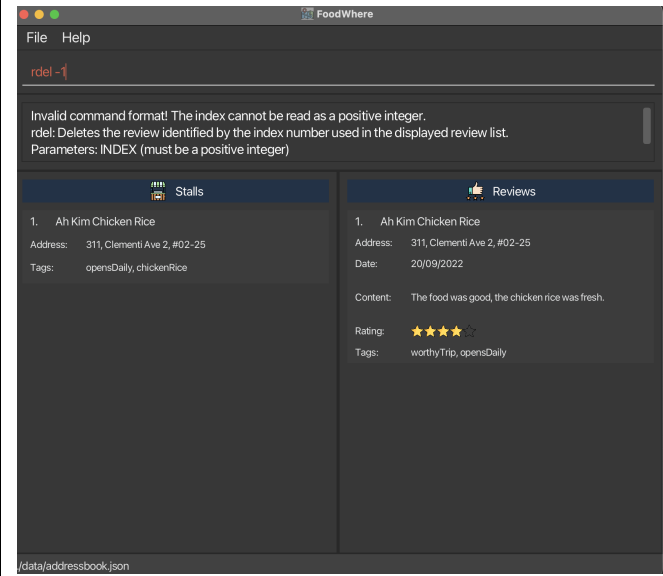 FoodWhere
File Help
rdel -1
Invalid command format! The index cannot be read as a positive integer.
rdel: Deletes the review identified by the index number used in the displayed review list.
Parameters: INDEX (must be a positive integer)
Stalls
1. Ah Kim Chicken Rice
Address: 311, Clementi Ave 2, #02-25
Tags: opensDaily, chickenRice
Reviews
1. Ah Kim Chicken Rice
Address: 311, Clementi Ave 2, #02-25
Date: 20/09/2022
Content: The food was good, the chicken rice was fresh.
Rating:
Tags: worthyTrip, opensDaily
./data/addressbook.json